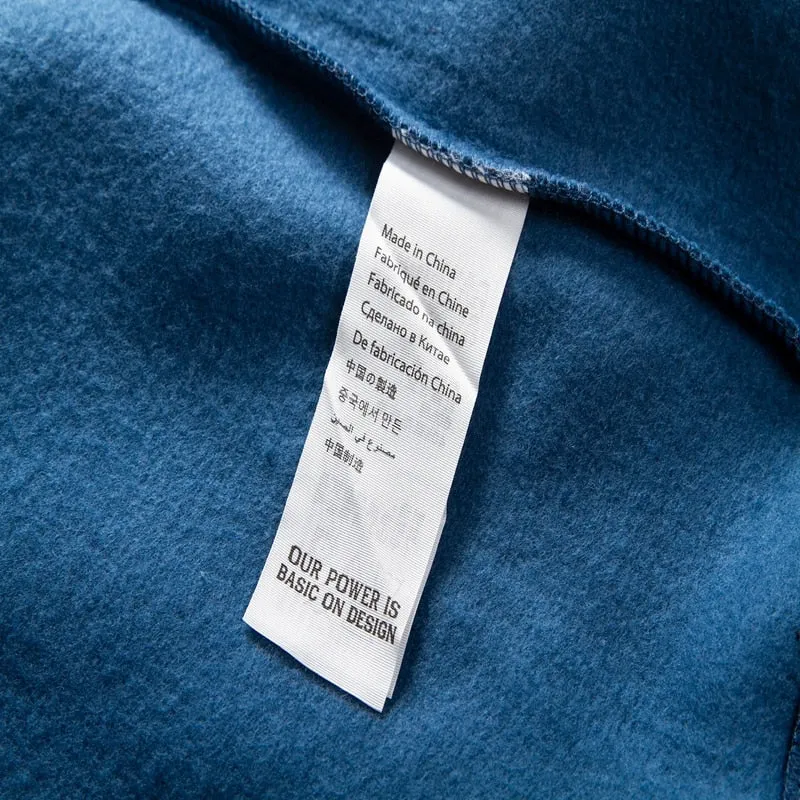 Made in China
Fabriqué en Chine
Fabricado na china
Сделано в Китае
De fabricación China
中国の製造
중국에서 만든
مصنوع في الصين
中国制造
OUR POWER IS
BASIC ON DESIGN